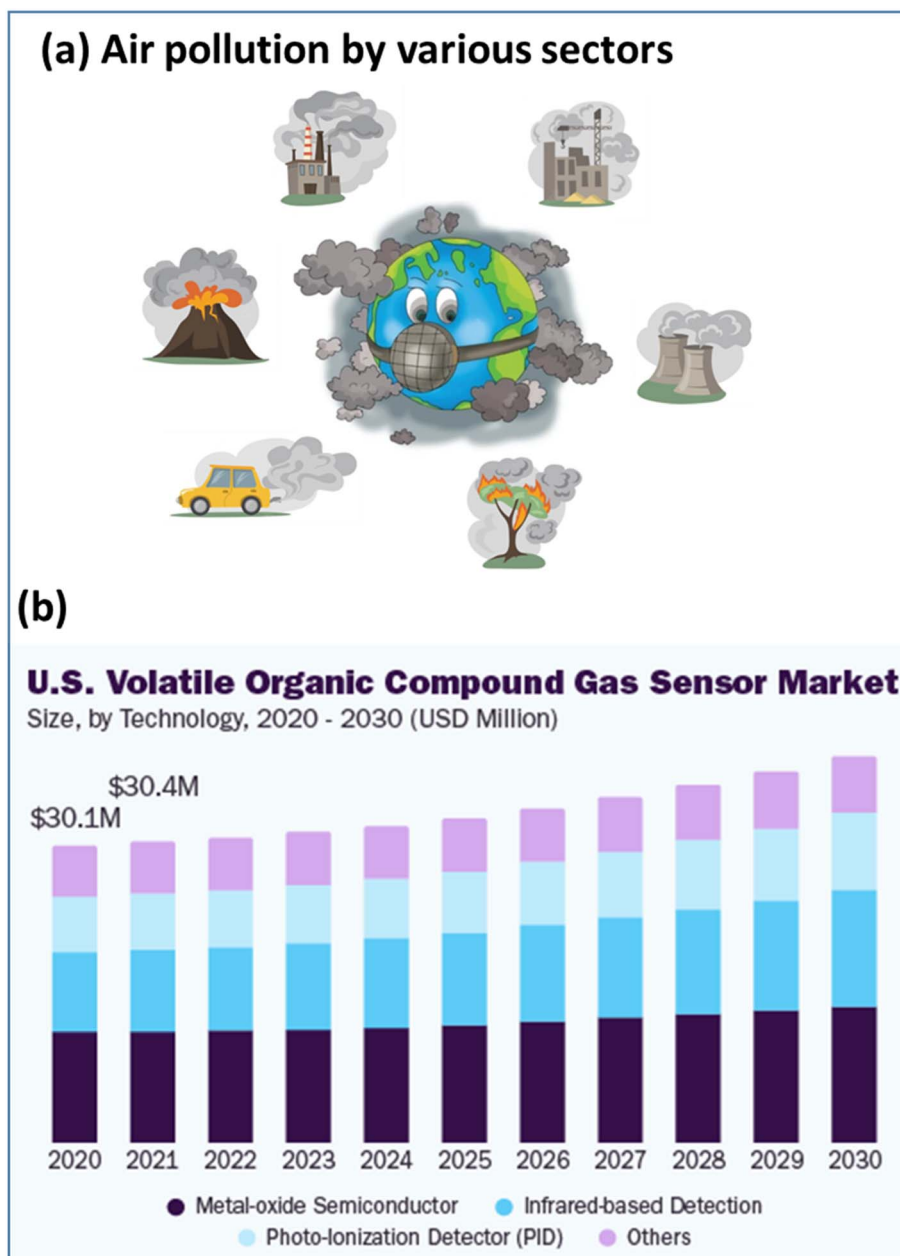 (a) Air pollution by various sectors
(b)
U.S. Volatile Organic Compound Gas Sensor Market
Size, by Technology, 2020 - 2030 (USD Million)
$30.4M
$30.1M
2020 2021 2022 2023 2024 2025 2026 2027 2028 2029 2030
Metal-oxide Semiconductor Infrared-based Detection
Photo-Ionization Detector (PID) Others